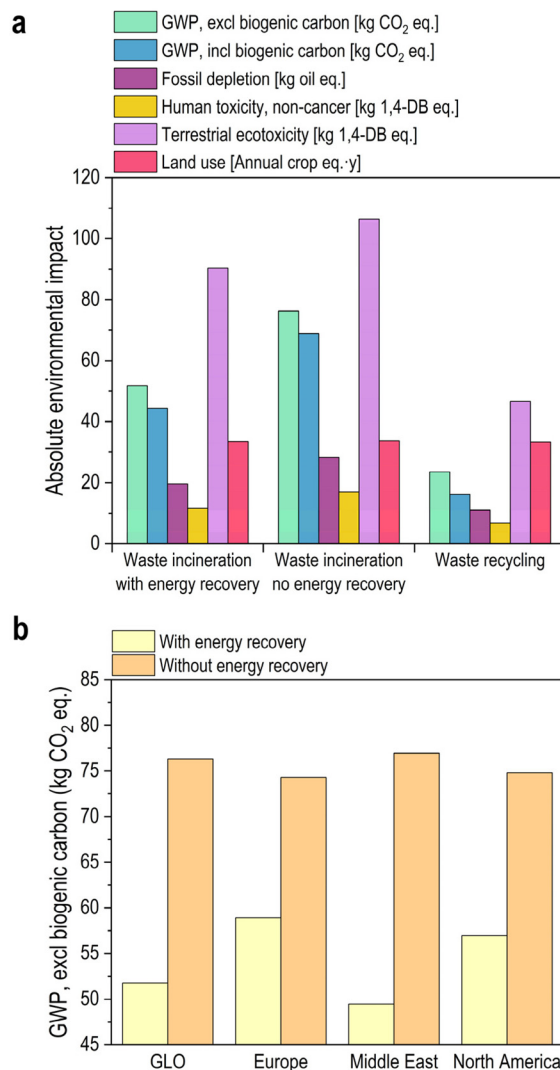 a
GWP, excl biogenic carbon [kg CO₂ eq.]
GWP, incl biogenic carbon [kg CO₂ eq.]
Fossil depletion [kg oil eq.]
Human toxicity, non-cancer [kg 1,4-DB eq.]
Terrestrial ecotoxicity [kg 1,4-DB eq.]
Land use [Annual crop eq.·y]
120
100
80
60
40
20
0
Absolute environmental impact
Waste incineration
with energy recovery
Waste incineration
no energy recovery
Waste recycling
b
With energy recovery
Without energy recovery
85
80
75
70
65
60
55
50
45
GWP, excl biogenic carbon (kg CO₂ eq.)
GLO
Europe
Middle East
North America